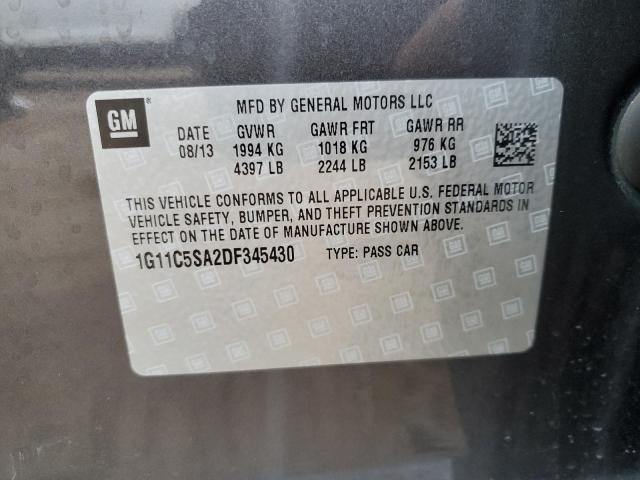 GM ®
MFD BY GENERAL MOTORS LLC
DATE GVWR GAWR FRT GAWR RR
08/13 1994 KG 1018 KG 976 KG
4397 LB 2244 LB 2153 LB
THIS VEHICLE CONFORMS TO ALL APPLICABLE U.S. FEDERAL MOTOR
VEHICLE SAFETY, BUMPER, AND THEFT PREVENTION STANDARDS IN
EFFECT ON THE DATE OF MANUFACTURE SHOWN ABOVE.
1G11C5SA2DF345430 TYPE: PASS CAR